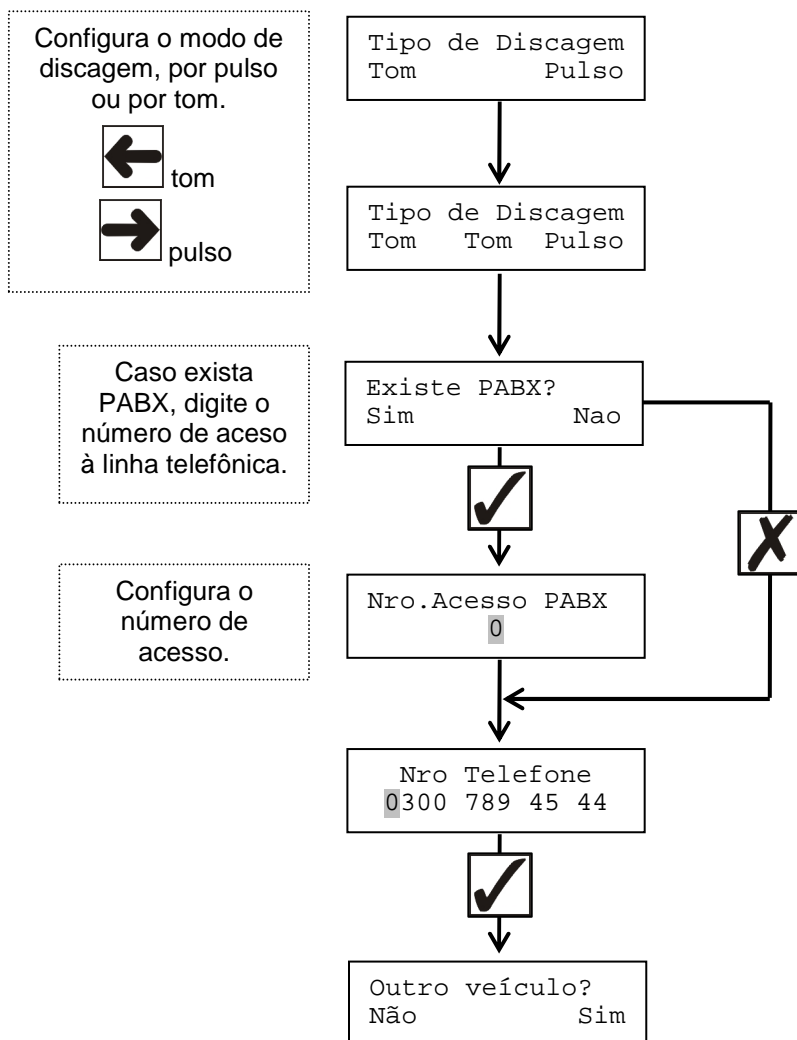 Configura o modo de
discagem, por pulso
ou por tom.
tom
pulso
Tipo de Discagem
Tom Pulso
Tipo de Discagem
Tom Tom Pulso
Caso exista
PABX, digite o
número de aceso
à linha telefônica.
Existe PABX?
Sim Nao
Configura o
número de
acesso.
Nro.Acesso PABX
0
Nro Telefone
0300 789 45 44
Outro veículo?
Não Sim